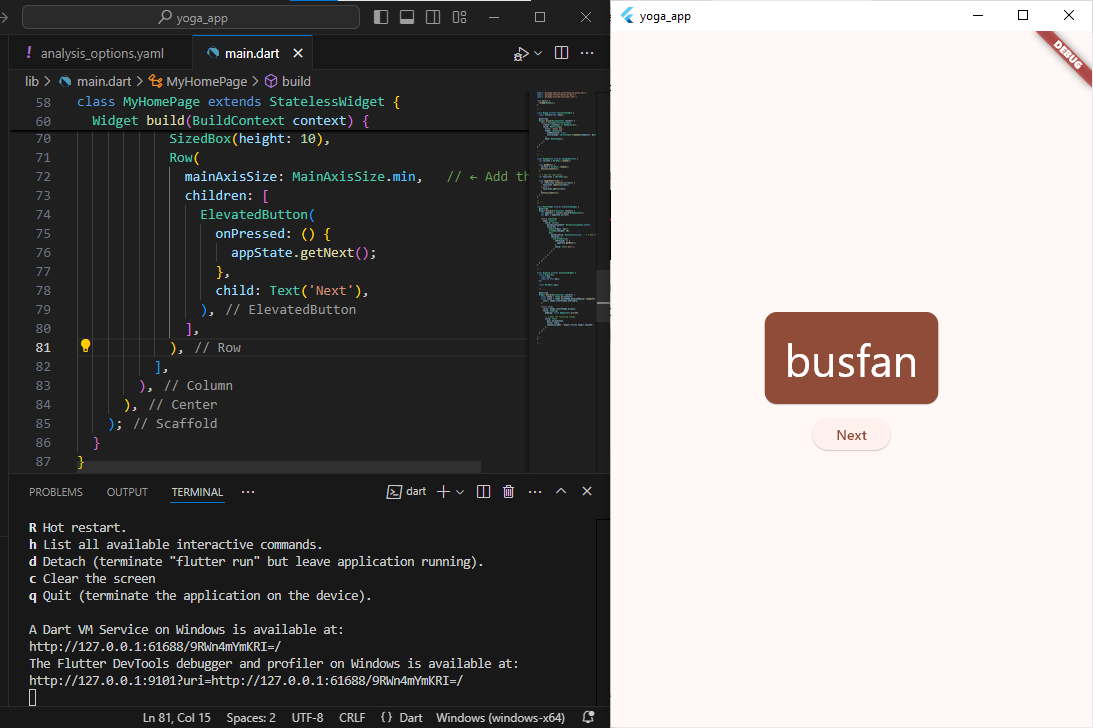 yoga_app
analysis_options.yaml
main.dart
lib > main.dart > MyHomePage > build
58 class MyHomePage extends StatelessWidget {
60 Widget build(BuildContext context) {
70 SizedBox(height: 10),
71 Row(
72 mainAxisSize: MainAxisSize.min, // ← Add th
73 children: [
74 ElevatedButton(
75 onPressed: () {
76 appState.getNext();
77 },
78 child: Text('Next'),
79 ), // ElevatedButton
80 ],
81 ), // Row
82 ],
83 ), // Column
84 ), // Center
85 ); // Scaffold
86 }
87 }
PROBLEMS OUTPUT TERMINAL ··· dart
R Hot restart.
h List all available interactive commands.
d Detach (terminate "flutter run" but leave application running).
c Clear the screen
q Quit (terminate the application on the device).
A Dart VM Service on Windows is available at:
http://127.0.0.1:61688/9RWn4mYmKRI=/
The Flutter DevTools debugger and profiler on Windows is available at:
http://127.0.0.1:9101?uri=http://127.0.0.1:61688/9RWn4mYmKRI=/
Ln 81, Col 15 Spaces: 2 UTF-8 CRLF {} Dart Windows (windows-x64)
yoga_app
DEBUG
busfan
Next